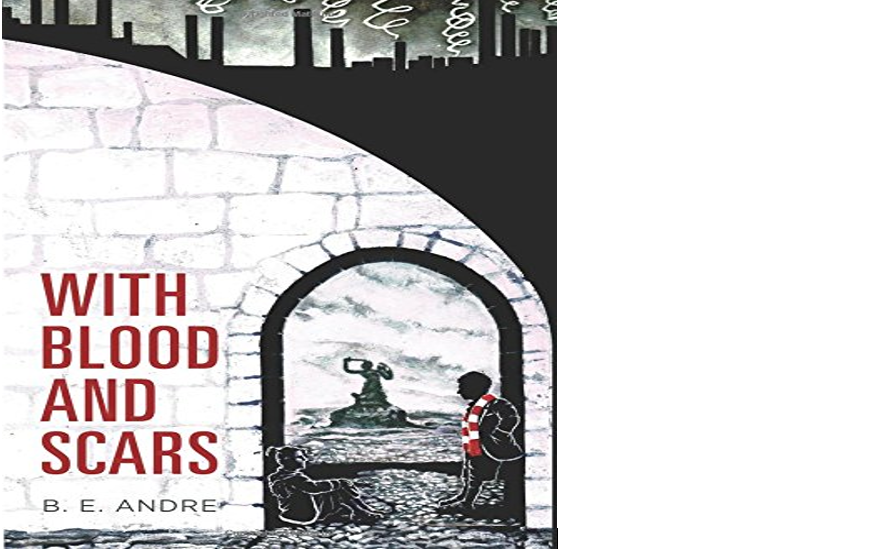 WITH
BLOOD
AND
SCARS
B. E. ANDRE